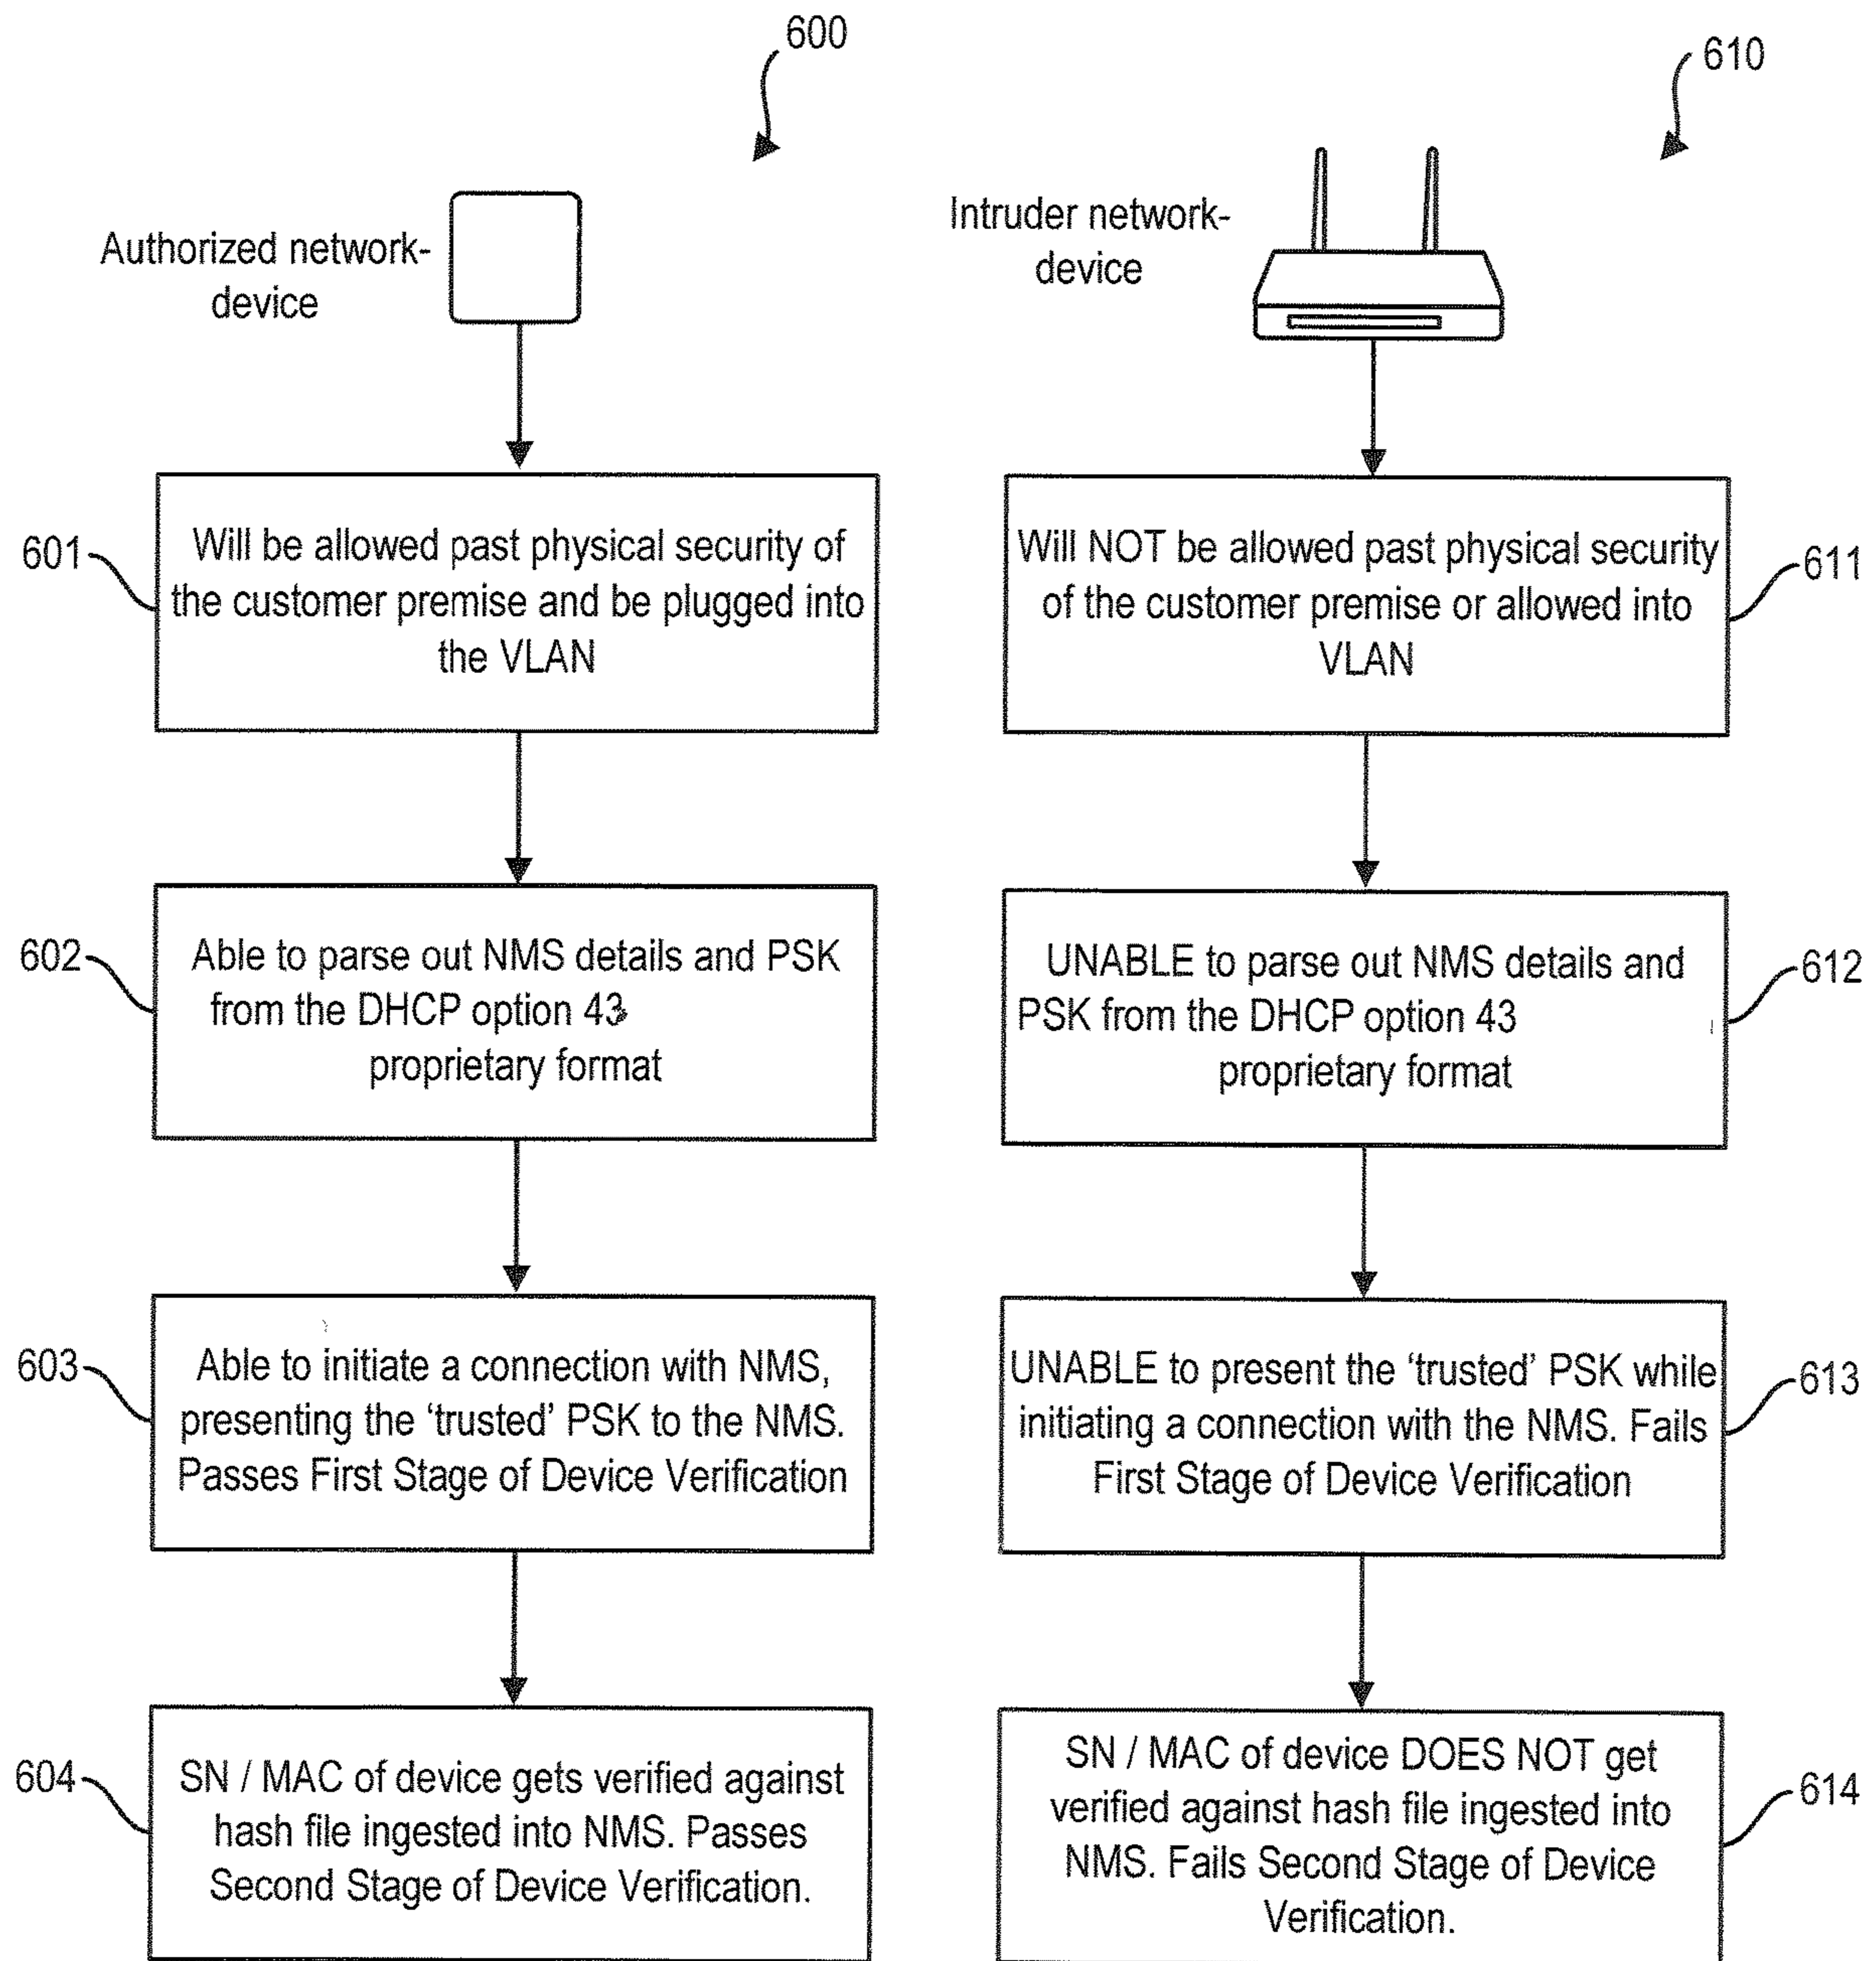 600
Authorized network-
device
601
Will be allowed past physical security of
the customer premise and be plugged into
the VLAN
602
Able to parse out NMS details and PSK
from the DHCP option 43
proprietary format
603
Able to initiate a connection with NMS,
presenting the ‘trusted’ PSK to the NMS.
Passes First Stage of Device Verification
604
SN / MAC of device gets verified against
hash file ingested into NMS. Passes
Second Stage of Device Verification.
610
Intruder network-
device
Will NOT be allowed past physical security
of the customer premise or allowed into
VLAN
611
UNABLE to parse out NMS details and
PSK from the DHCP option 43
proprietary format
612
UNABLE to present the ‘trusted’ PSK while
initiating a connection with the NMS. Fails
First Stage of Device Verification
613
SN / MAC of device DOES NOT get
verified against hash file ingested into
NMS. Fails Second Stage of Device
Verification.
614